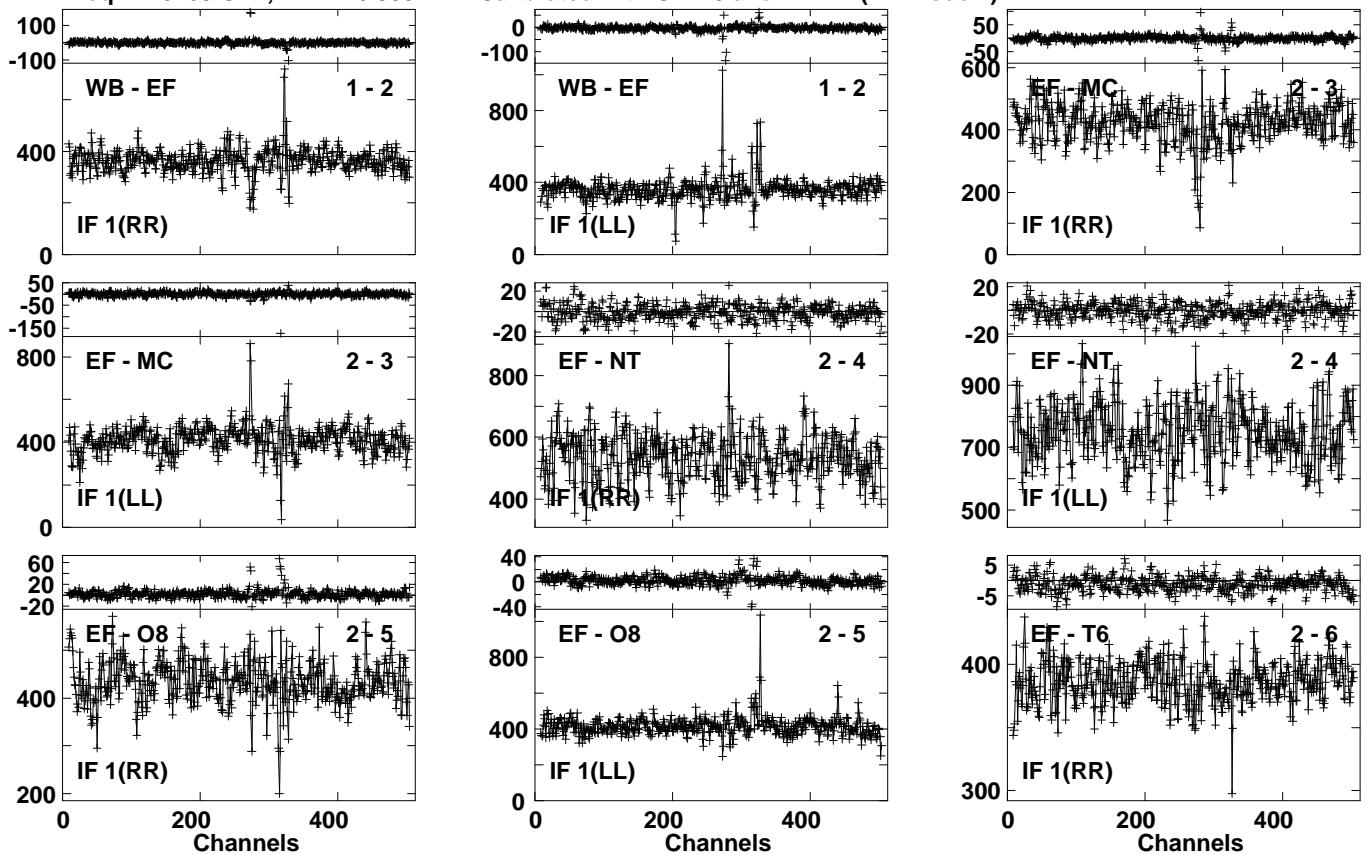 100
-100
WB - EF 1 - 2
400
IF 1(RR)
0
100
-100
WB - EF 1 - 2
800
400
IF 1(LL)
0
50
-50
600
EF - MC 2 - 3
400
200
IF 1(RR)
0
50
-50
-150
800
EF - MC 2 - 3
400
IF 1(LL)
0
20
-20
EF - NT 2 - 4
800
600
400
IF 1(RR)
20
-20
EF - NT 2 - 4
900
700
500
IF 1(LL)
60
20
-20
EF - O8 2 - 5
400
IF 1(RR)
200
0 200 400
Channels
40
0
-40
EF - O8 2 - 5
800
400
IF 1(LL)
0
0 200 400
Channels
5
-5
EF - T6 2 - 6
400
IF 1(RR)
300
0 200 400
Channels